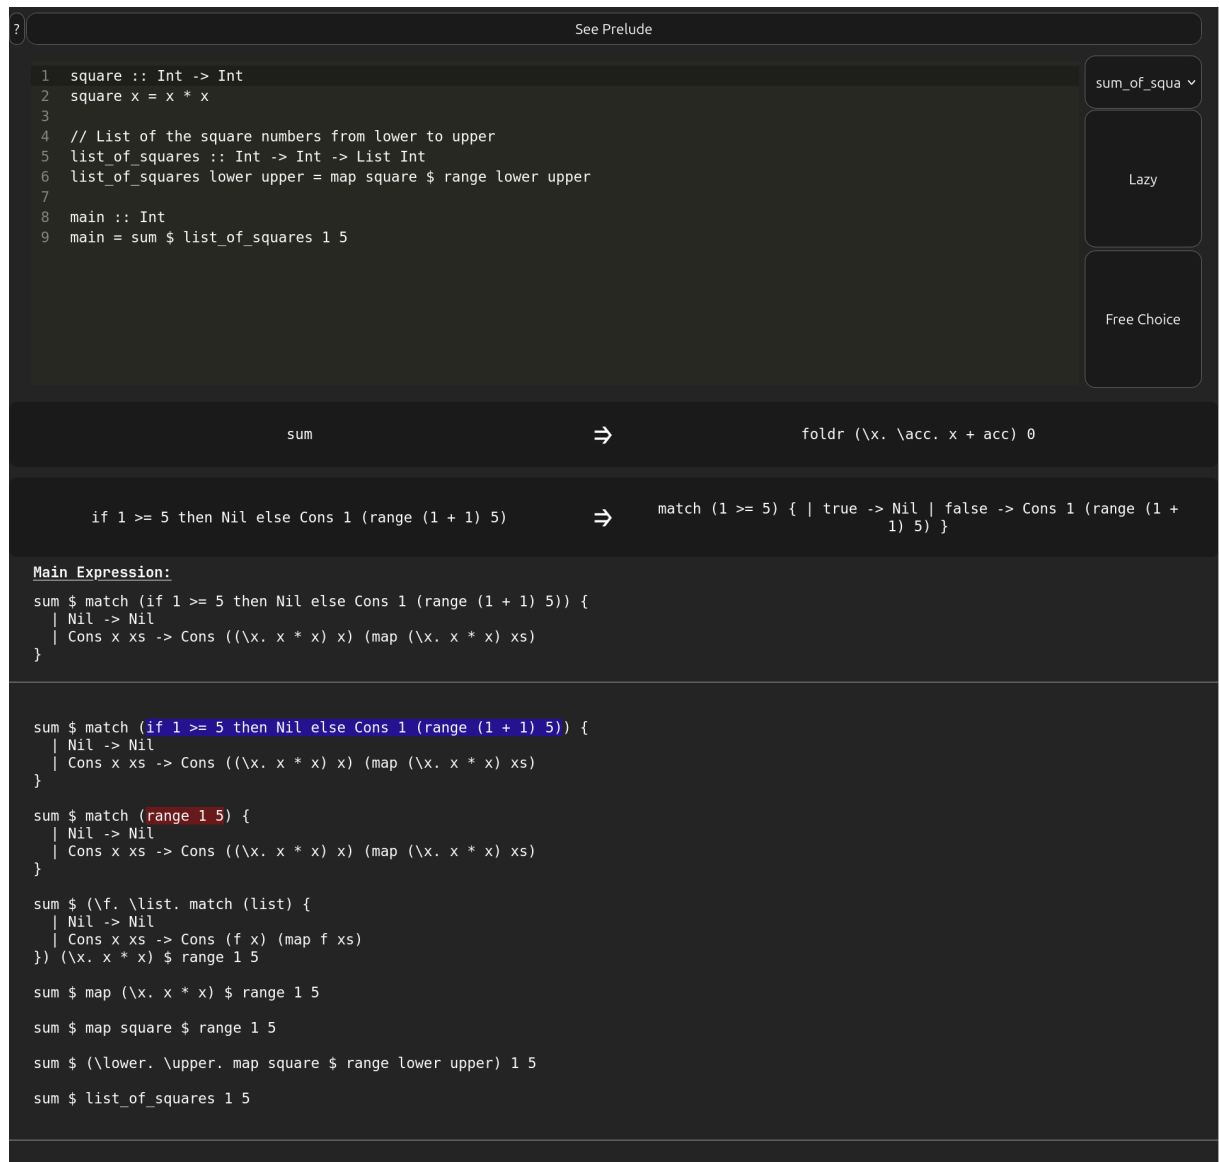 ?
See Prelude
1 square :: Int -> Int
2 square x = x * x
3
4 // List of the square numbers from lower to upper
5 list_of_squares :: Int -> Int -> List Int
6 list_of_squares lower upper = map square $ range lower upper
7
8 main :: Int
9 main = sum $ list_of_squares 1 5
sum_of_squa
Lazy
Free Choice
sum ⇒ foldr (\x. \acc. x + acc) 0
if 1 >= 5 then Nil else Cons 1 (range (1 + 1) 5) ⇒ match (1 >= 5) { | true -> Nil | false -> Cons 1 (range (1 +
1) 5) }
Main Expression:
sum $ match (if 1 >= 5 then Nil else Cons 1 (range (1 + 1) 5)) {
  | Nil -> Nil
  | Cons x xs -> Cons ((\x. x * x) x) (map (\x. x * x) xs)
}
sum $ match (if 1 >= 5 then Nil else Cons 1 (range (1 + 1) 5)) {
  | Nil -> Nil
  | Cons x xs -> Cons ((\x. x * x) x) (map (\x. x * x) xs)
}
sum $ match (range 1 5) {
  | Nil -> Nil
  | Cons x xs -> Cons ((\x. x * x) x) (map (\x. x * x) xs)
}
sum $ (\f. \list. match (list) {
  | Nil -> Nil
  | Cons x xs -> Cons (f x) (map f xs)
}) (\x. x * x) $ range 1 5
sum $ map (\x. x * x) $ range 1 5
sum $ map square $ range 1 5
sum $ (\lower. \upper. map square $ range lower upper) 1 5
sum $ list_of_squares 1 5